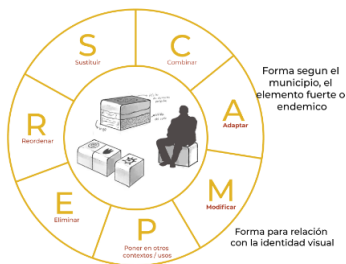 S
Sustituir
C
Combinar
A
Adaptar
M
Modificar
P
Poner en otros
contextos / usos
E
Eliminar
R
Reordenar
Forma segun el
municipio, el
elemento fuerte o
endemico
Forma para relación
con la identidad visual